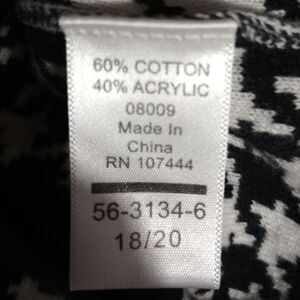 60% COTTON
40% ACRYLIC
08009
Made In
China
RN 107444
56-3134-6
18/20